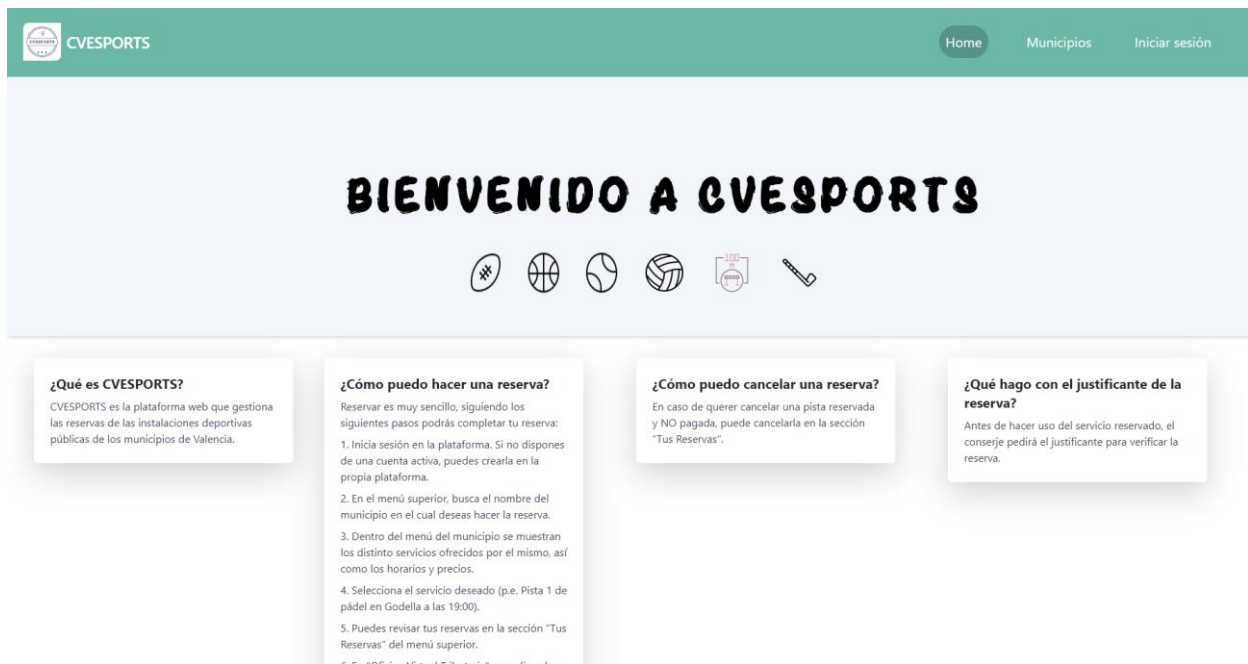 CVESPORTS
CVESPORTS
Home
Municipios
Iniciar sesión
BIENVENIDO A CVESPORTS
100
M
¿Qué es CVESPORTS?
CVESPORTS es la plataforma web que gestiona
las reservas de las instalaciones deportivas
públicas de los municipios de Valencia.
¿Cómo puedo hacer una reserva?
Reservar es muy sencillo, siguiendo los
siguientes pasos podrás completar tu reserva:
1. Inicia sesión en la plataforma. Si no dispones
de una cuenta activa, puedes crearla en la
propia plataforma.
2. En el menú superior, busca el nombre del
municipio en el cual deseas hacer la reserva.
3. Dentro del menú del municipio se muestran
los distinto servicios ofrecidos por el mismo, así
como los horarios y precios.
4. Selecciona el servicio deseado (p.e. Pista 1 de
pádel en Godella a las 19:00).
5. Puedes revisar tus reservas en la sección "Tus
Reservas" del menú superior.
¿Cómo puedo cancelar una reserva?
En caso de querer cancelar una pista reservada
y NO pagada, puede cancelarla en la sección
"Tus Reservas".
¿Qué hago con el justificante de la
reserva?
Antes de hacer uso del servicio reservado, el
conserje pedirá el justificante para verificar la
reserva.